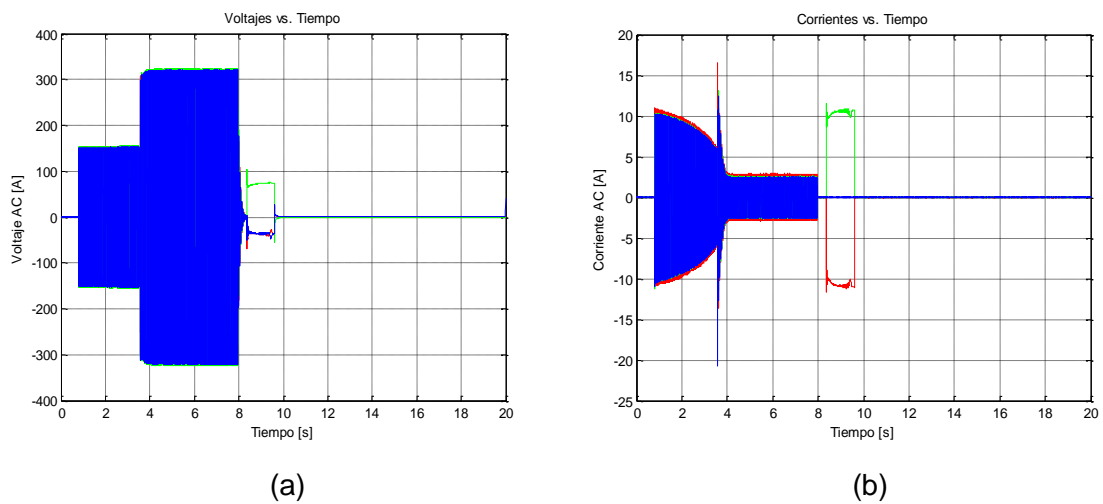 Voltajes vs. Tiempo
400
300
200
100
0
-100
-200
-300
-400
Voltaje AC [A]
0 2 4 6 8 10 12 14 16 18 20
Tiempo [s]
(a)
Corrientes vs. Tiempo
20
15
10
5
0
-5
-10
-15
-20
-25
Corriente AC [A]
0 2 4 6 8 10 12 14 16 18 20
Tiempo [s]
(b)